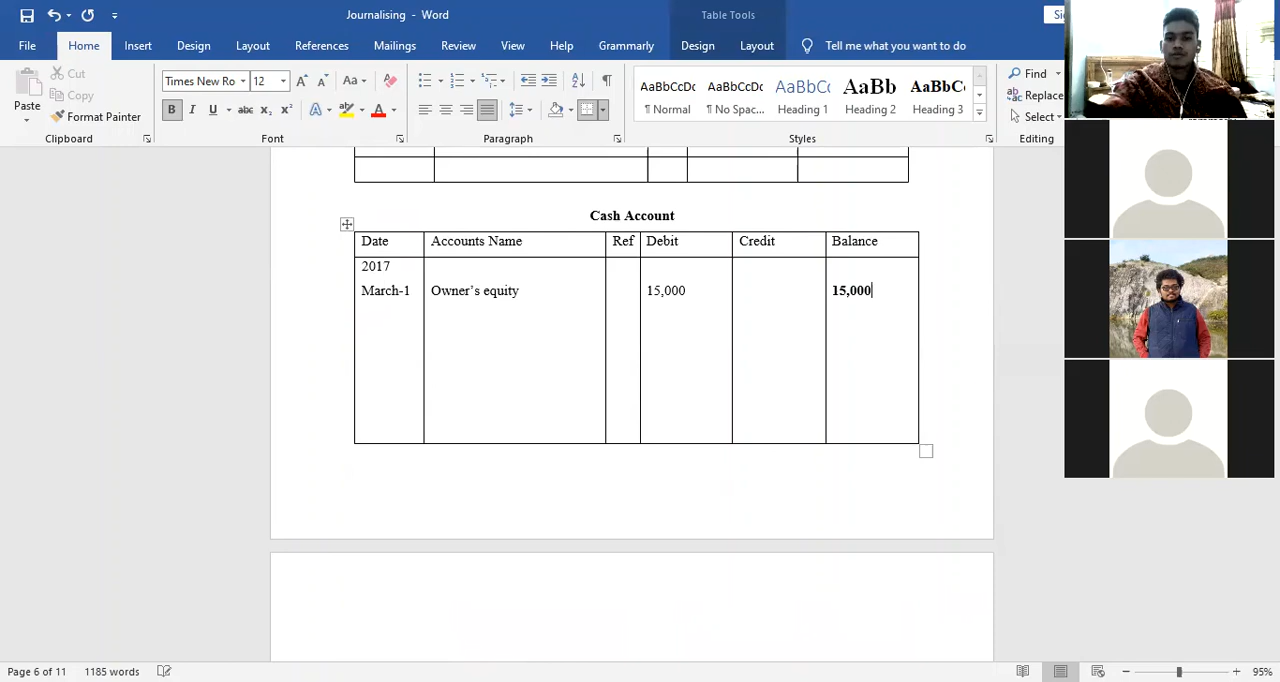 Journalising - Word
Table Tools
File Home Insert Design Layout References Mailings Review View Help Grammarly Design Layout Tell me what you want to do
Paste
Cut
Copy
Format Painter
Clipboard
Times New Ro 12
Aa
B I U abc x₂ x²
Font
Paragraph
AaBbCcDc AaBbCcDc AaBbC AaBb AaBbC
¶ Normal ¶ No Spac... Heading 1 Heading 2 Heading 3
Styles
Find
Replace
Select
Editing
Cash Account
Date Accounts Name Ref Debit Credit Balance
2017
March-1 Owner’s equity 15,000 15,000
Page 6 of 11 1185 words 95%